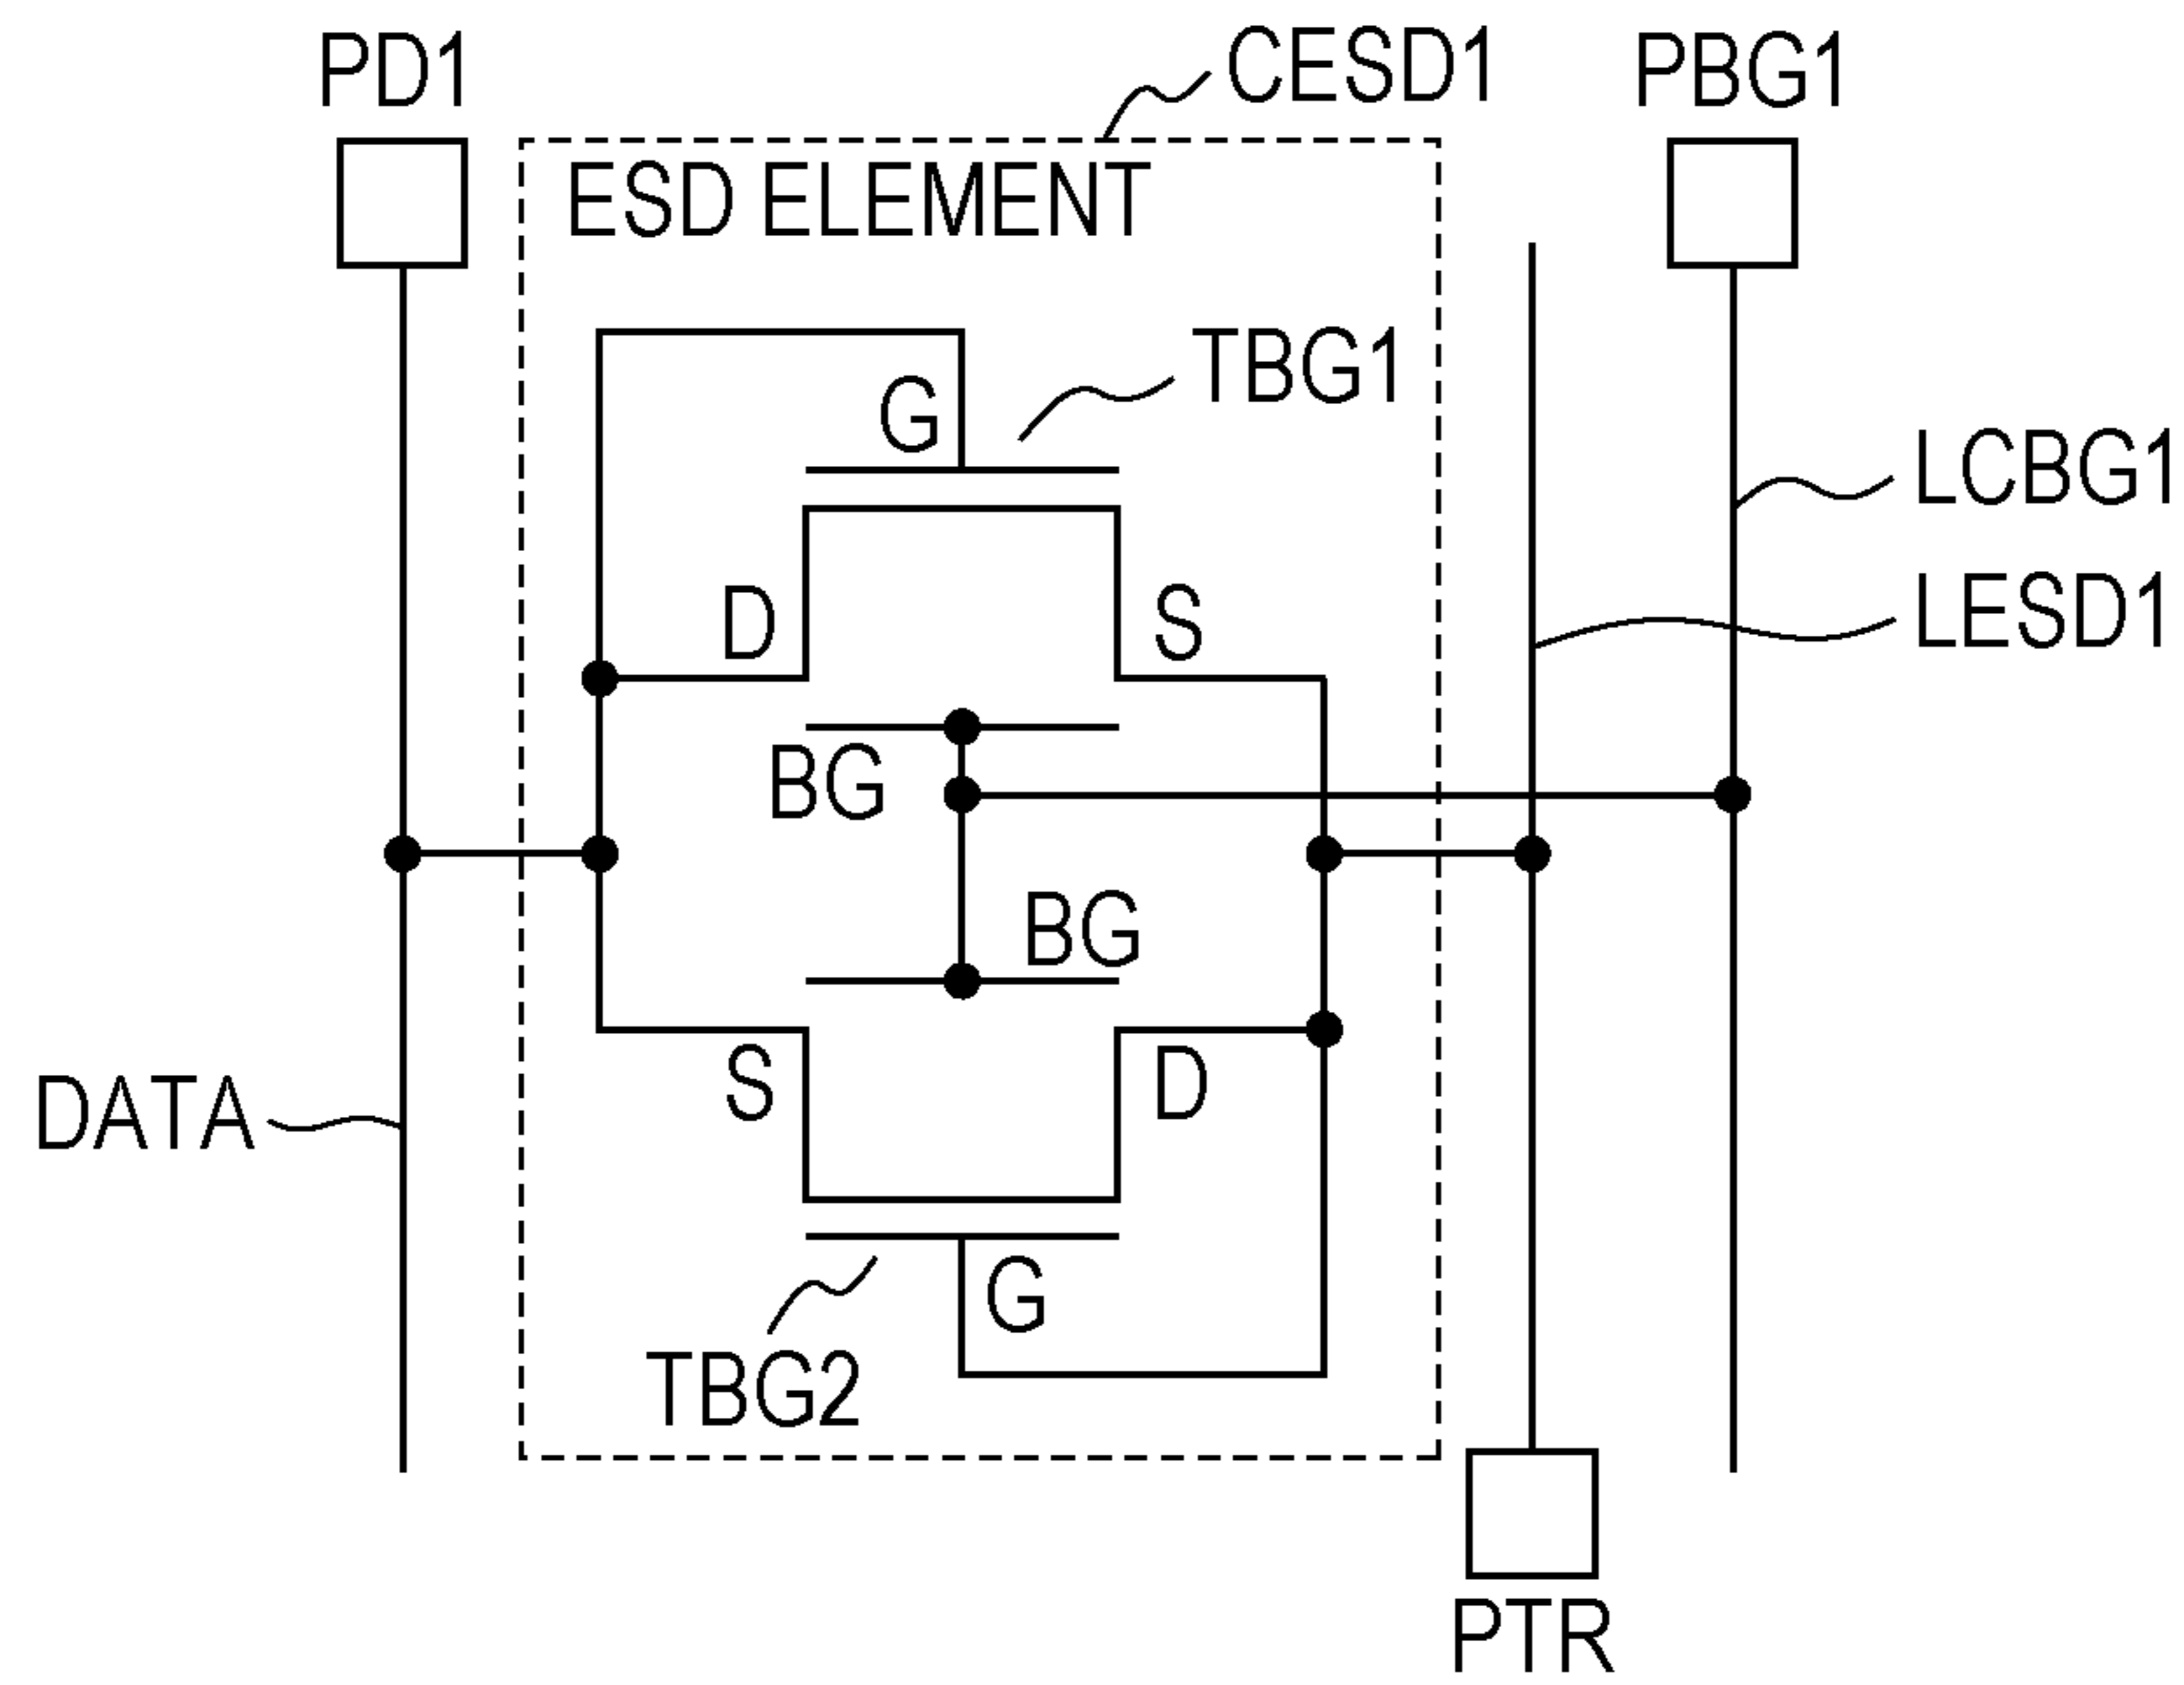 PD1
CESD1
PBG1
ESD ELEMENT
TBG1
G
LCBG1
D
S
LESD1
BG
BG
S
D
DATA
G
TBG2
PTR